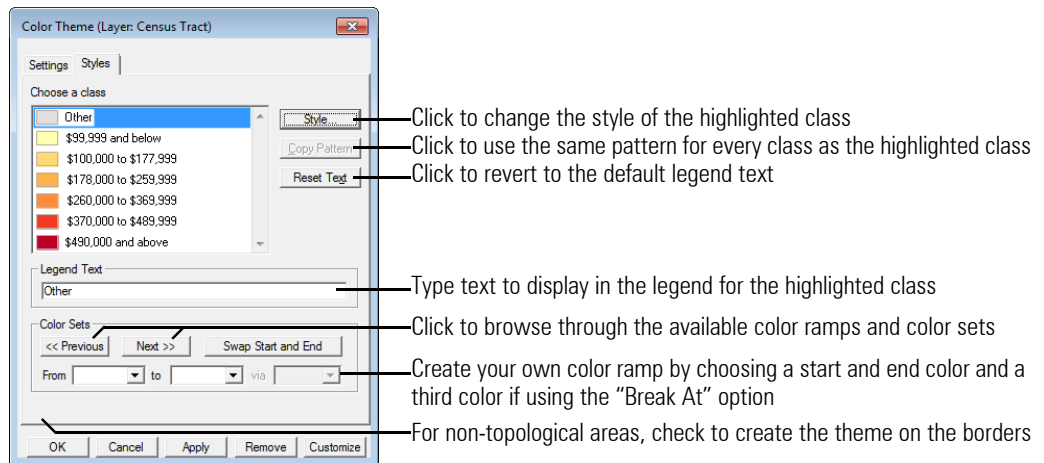 Color Theme (Layer: Census Tract)
Settings Styles
Choose a class
Other
$99,999 and below
$100,000 to $177,999
$178,000 to $259,999
$260,000 to $369,999
$370,000 to $489,999
$490,000 and above
Style...
Copy Pattern
Reset Text
Click to change the style of the highlighted class
Click to use the same pattern for every class as the highlighted class
Click to revert to the default legend text
Legend Text
Other
Type text to display in the legend for the highlighted class
Color Sets
<< Previous Next >> Swap Start and End
Click to browse through the available color ramps and color sets
From to via
Create your own color ramp by choosing a start and end color and a
third color if using the “Break At” option
For non-topological areas, check to create the theme on the borders
OK Cancel Apply Remove Customize